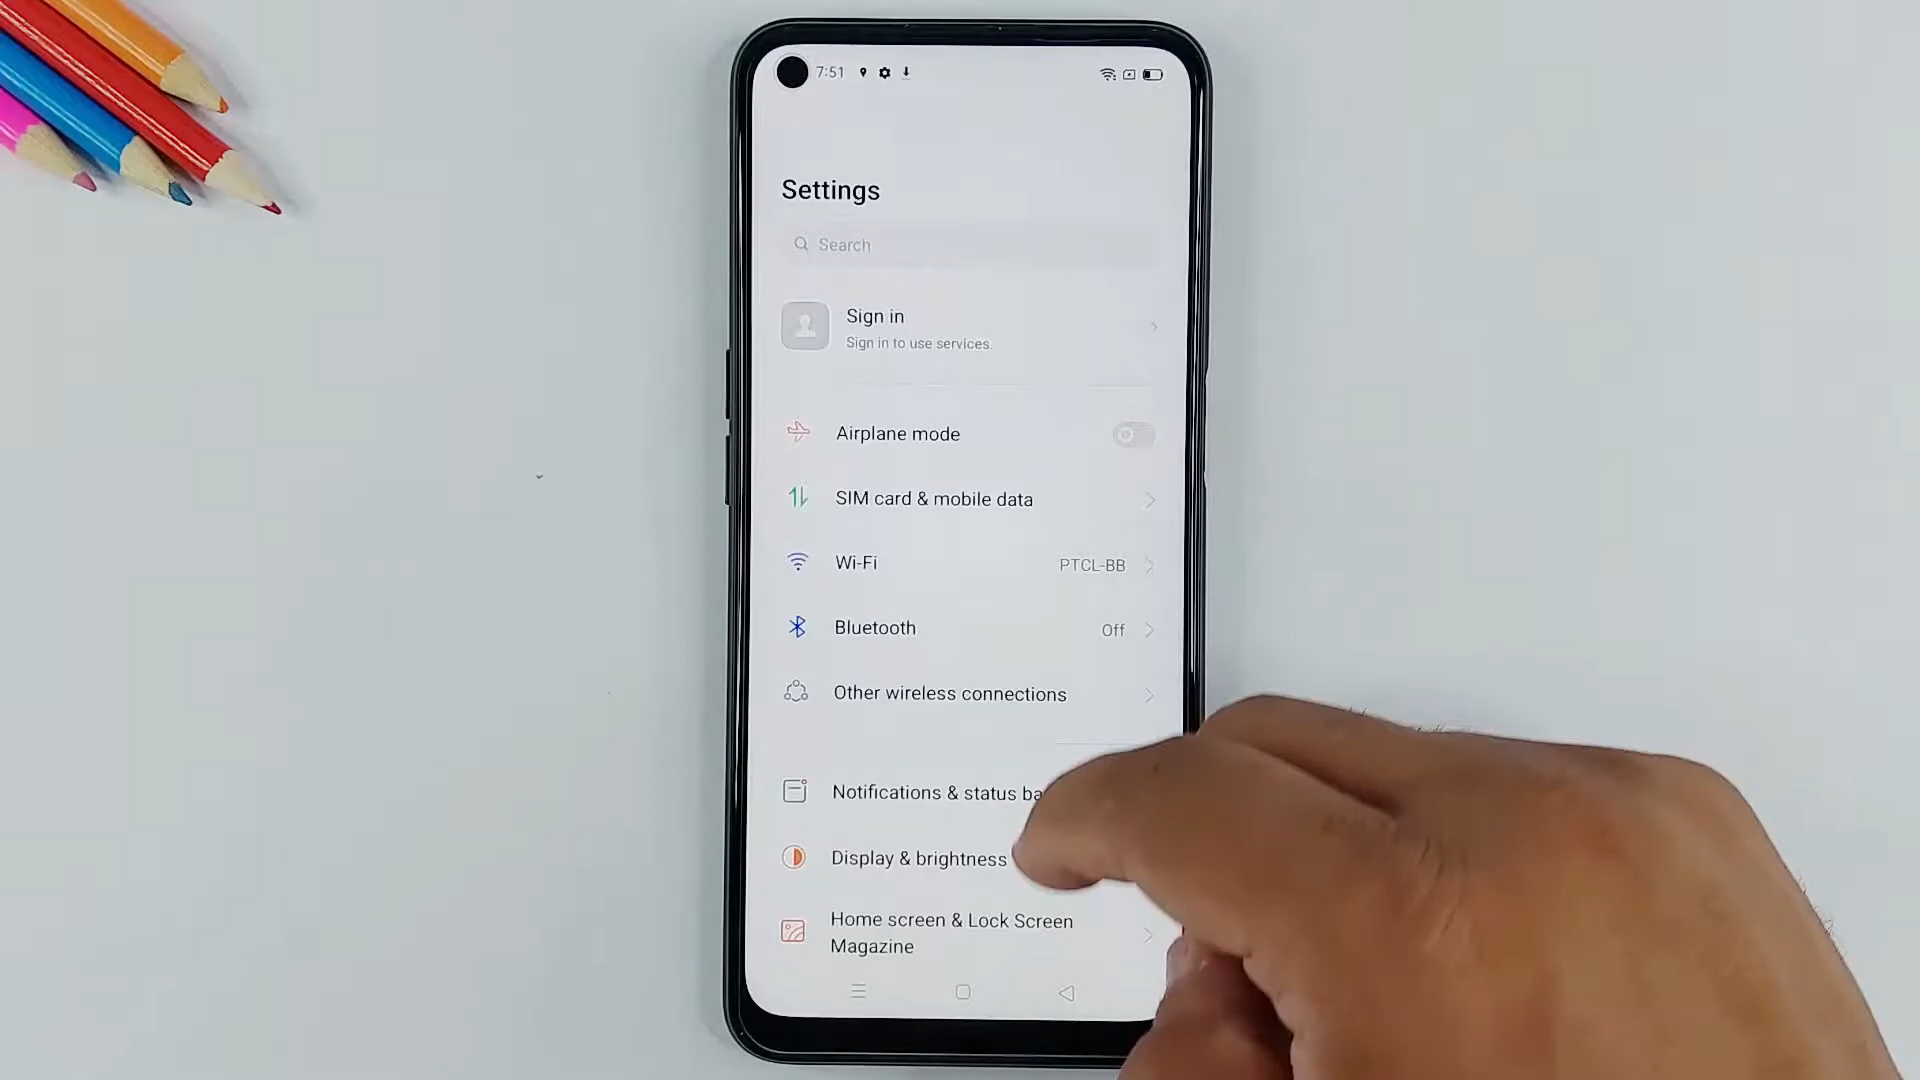 7:51
Settings
Search
Sign in
Sign in to use services.
Airplane mode
SIM card & mobile data
Wi-Fi PTCL-BB
Bluetooth Off
Other wireless connections
Notifications & status ba
Display & brightness
Home screen & Lock Screen
Magazine